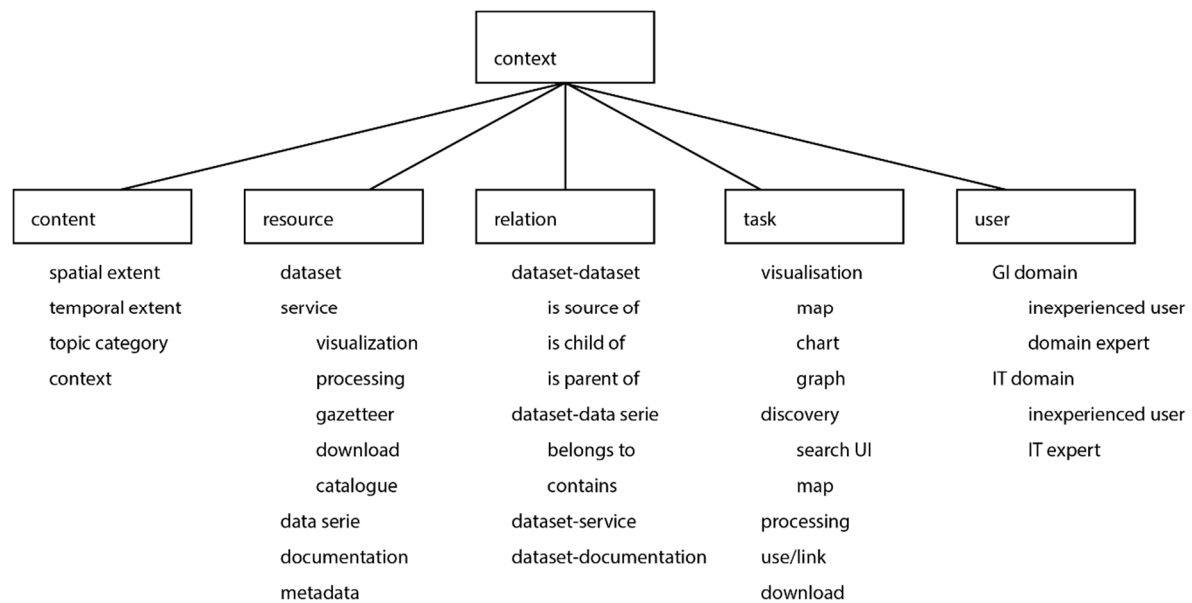 context
content
spatial extent
temporal extent
topic category
context
resource
dataset
service
visualization
processing
gazetteer
download
catalogue
data serie
documentation
metadata
relation
dataset-dataset
is source of
is child of
is parent of
dataset-data serie
belongs to
contains
dataset-service
dataset-documentation
task
visualisation
map
chart
graph
discovery
search UI
map
processing
use/link
download
user
GI domain
inexperienced user
domain expert
IT domain
inexperienced user
IT expert